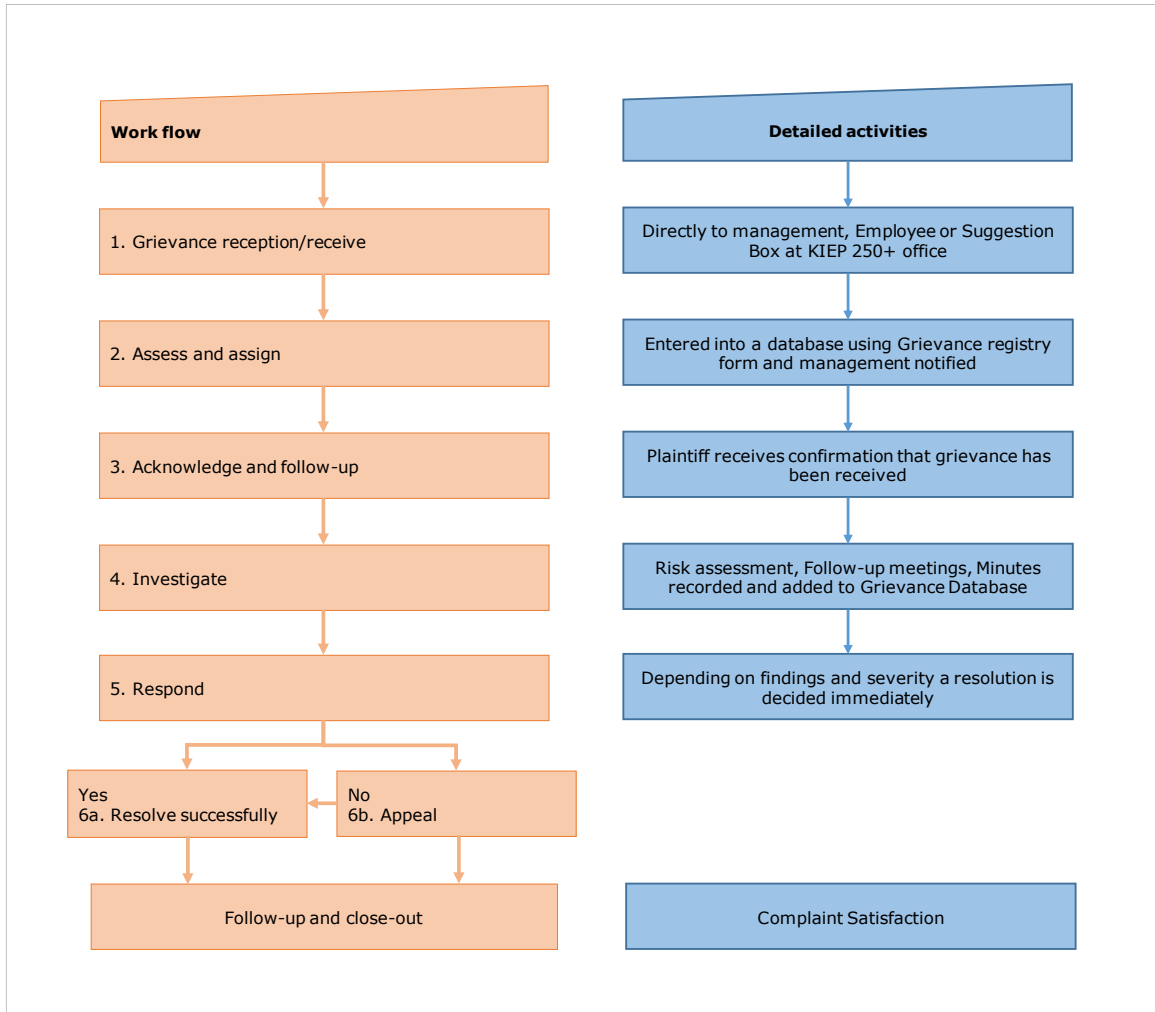 Work flow
Detailed activities
1. Grievance reception/receive
Directly to management, Employee or Suggestion
Box at KIEP 250+ office
2. Assess and assign
Entered into a database using Grievance registry
form and management notified
3. Acknowledge and follow-up
Plaintiff receives confirmation that grievance has
been received
4. Investigate
Risk assessment, Follow-up meetings, Minutes
recorded and added to Grievance Database
5. Respond
Depending on findings and severity a resolution is
decided immediately
Yes
6a. Resolve successfully
No
6b. Appeal
Follow-up and close-out
Complaint Satisfaction